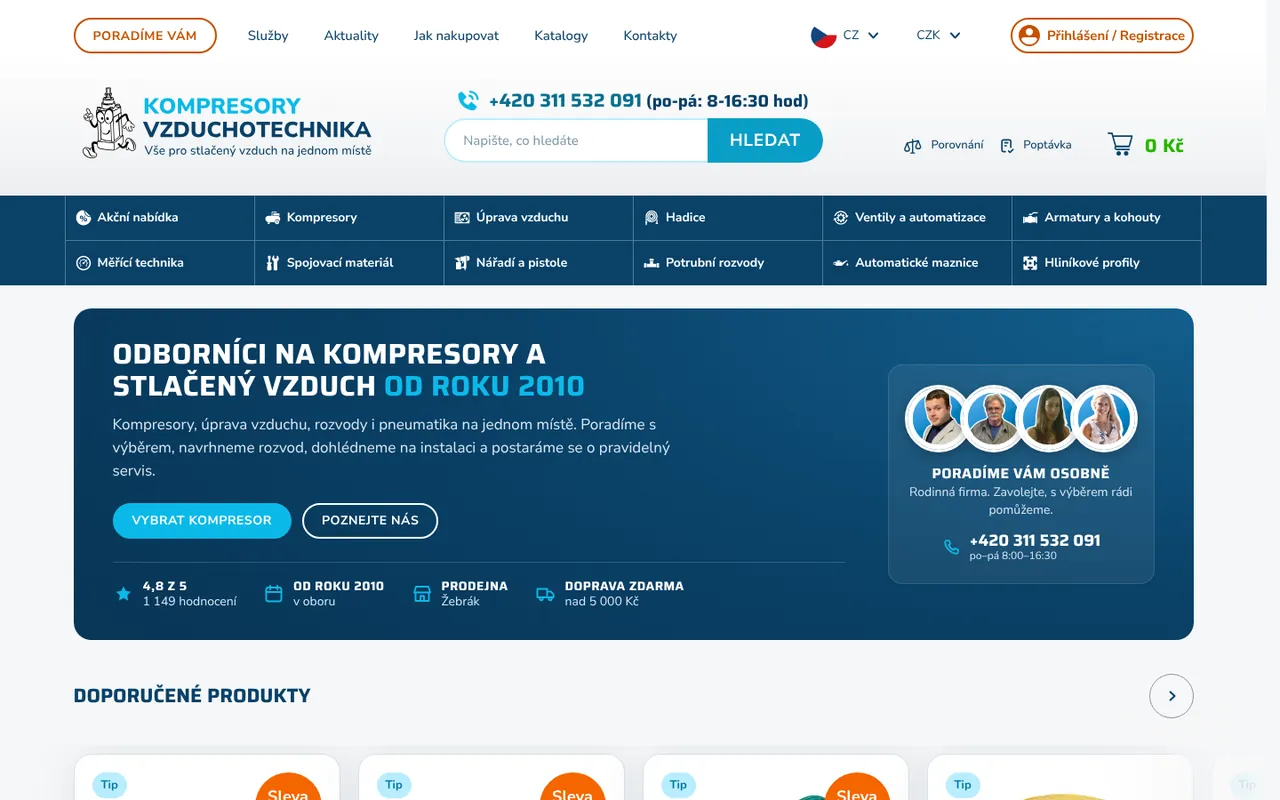 PORADÍME VÁM
Služby
Aktuality
Jak nakupovat
Katalogy
Kontakty
CZ
CZK
Přihlášení / Registrace
KOMPRESORY
VZDUCHOTECHNIKA
Vše pro stlačený vzduch na jednom místě
+420 311 532 091 (po-pá: 8-16:30 hod)
Napište, co hledáte
HLEDAT
Porovnání
Poptávka
0 Kč
Akční nabídka
Kompresory
Úprava vzduchu
Hadice
Ventily a automatizace
Armatury a kohouty
Měřící technika
Spojovací materiál
Nářadí a pistole
Potrubní rozvody
Automatické maznice
Hliníkové profily
ODBORNÍCI NA KOMPRESORY A
STLAČENÝ VZDUCH OD ROKU 2010
Kompresory, úprava vzduchu, rozvody i pneumatika na jednom místě. Poradíme s
výběrem, navrhneme rozvod, dohlédneme na instalaci a postaráme se o pravidelný
servis.
VYBRAT KOMPRESOR
POZNEJTE NÁS
4,8 Z 5
1 149 hodnocení
OD ROKU 2010
v oboru
PRODEJNA
Žebrák
DOPRAVA ZDARMA
nad 5 000 Kč
PORADÍME VÁM OSOBNĚ
Rodinná firma. Zavolejte, s výběrem rádi
pomůžeme.
+420 311 532 091
po–pá 8:00–16:30
DOPORUČENÉ PRODUKTY
Tip
Sleva
Tip
Sleva
Tip
Sleva
Tip
Tip